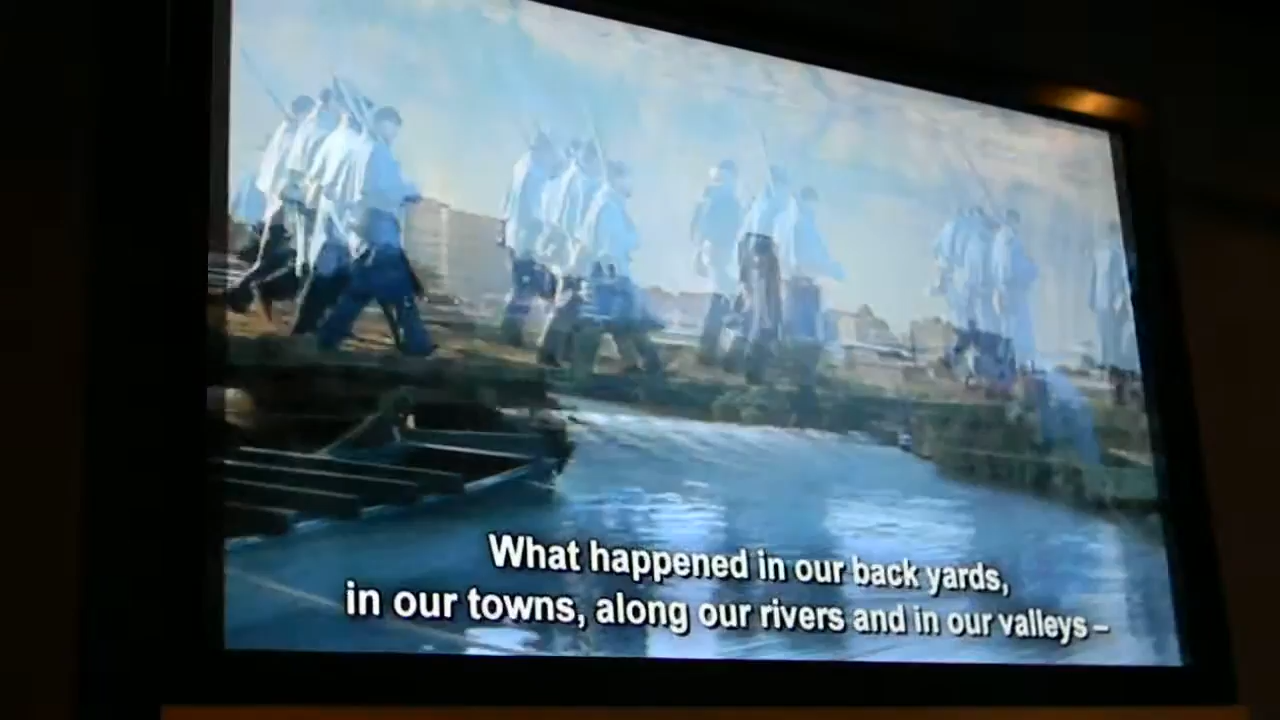 What happened in our back yards,
in our towns, along our rivers and in our valleys –